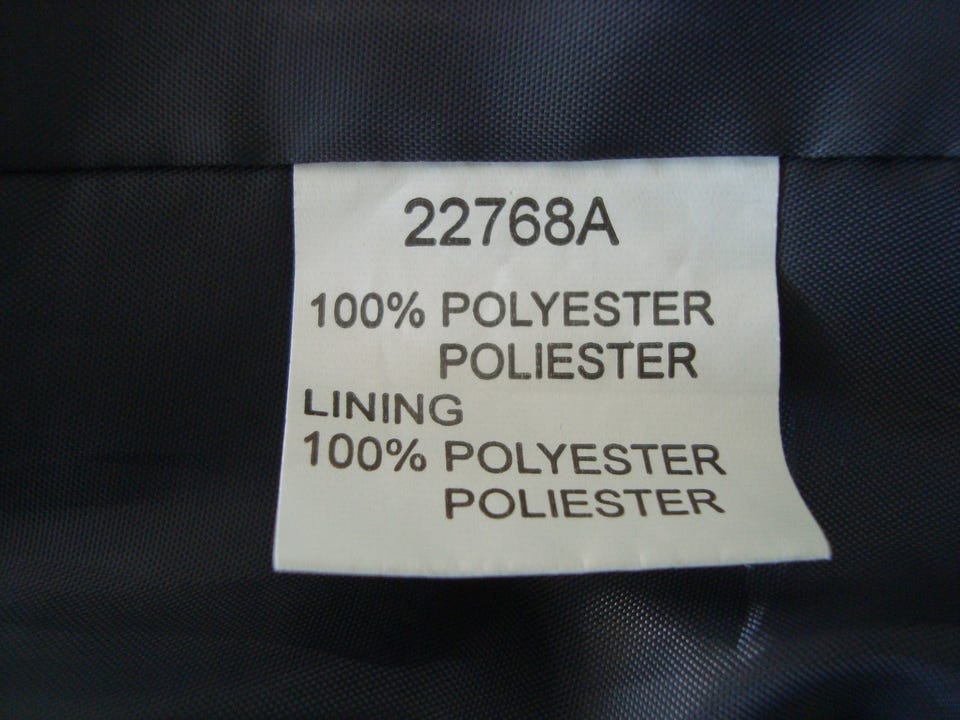 22768A
100% POLYESTER
POLIESTER
LINING
100% POLYESTER
POLIESTER